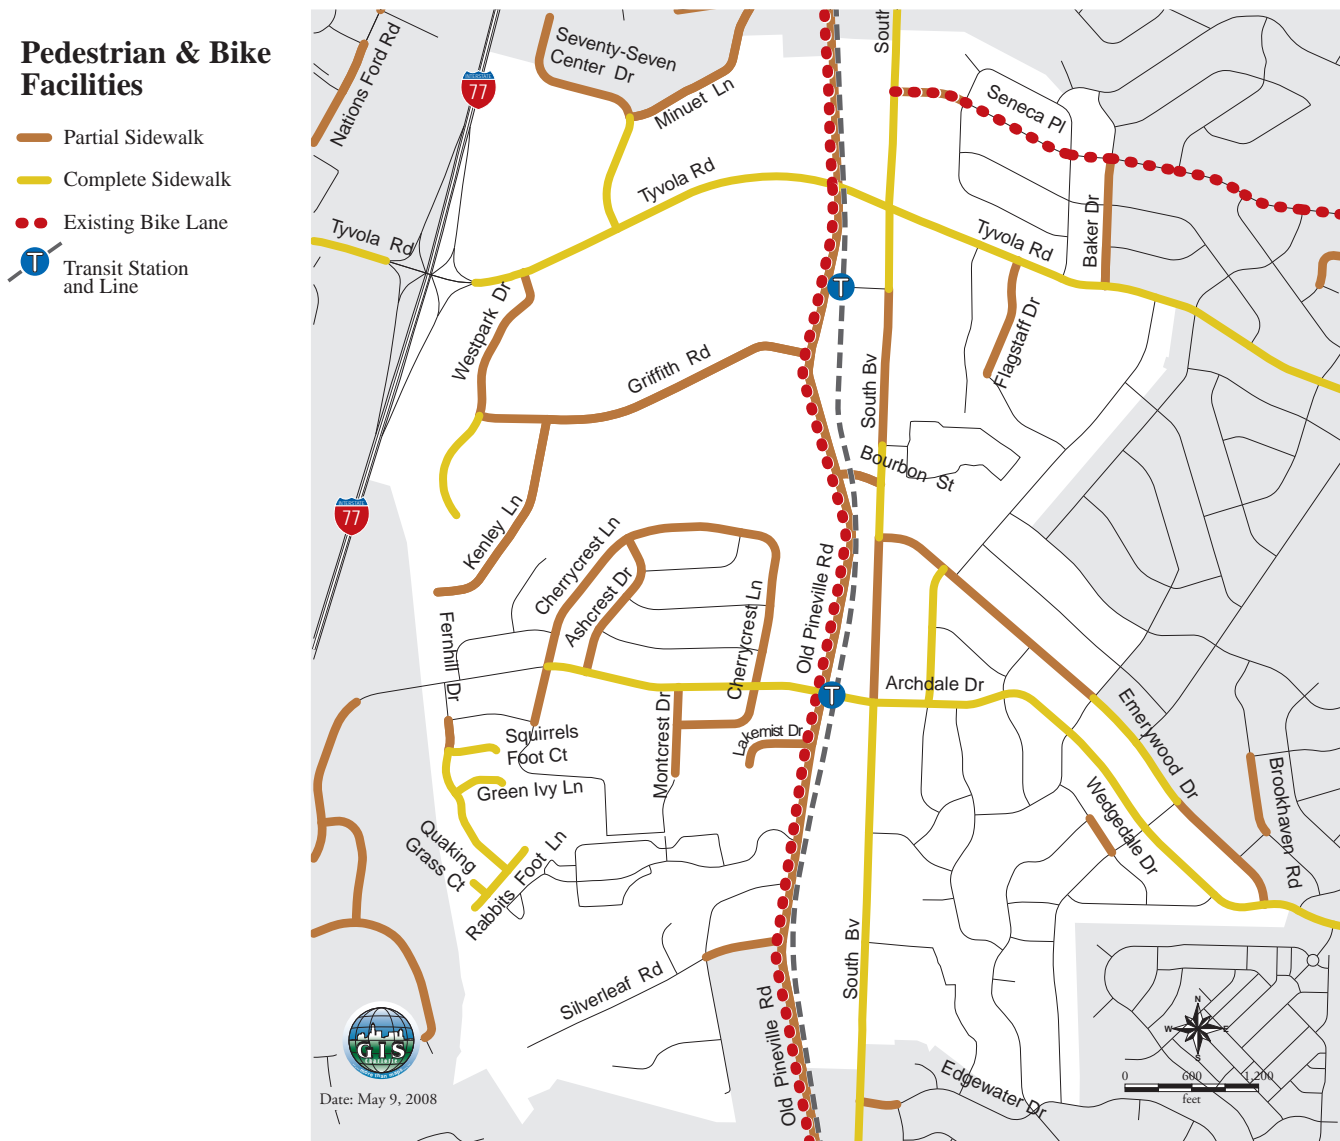 Pedestrian & Bike
Facilities
Partial Sidewalk
Complete Sidewalk
Existing Bike Lane
T
Transit Station
and Line
Nations Ford Rd
INTERSTATE
77
Seventy-Seven
Center Dr
Minuet Ln
South
Seneca Pl
Tyvola Rd
Tyvola Rd
Tyvola Rd
Baker Dr
T
Westpark Dr
Flagstaff Dr
Griffith Rd
South Bv
Bourbon St
INTERSTATE
77
Kenley Ln
Cherrycrest Ln
Ashcrest Dr
Cherrycrest Ln
Old Pineville Rd
Fernhill Dr
T
Archdale Dr
Montcrest Dr
Lakemist Dr
Emerywood Dr
Squirrels
Foot Ct
Green Ivy Ln
Wedgedale Dr
Brookhaven Rd
Quaking
Grass Ct
Rabbits Foot Ln
Silverleaf Rd
South Bv
Old Pineville Rd
Edgewater Dr
N
W E
S
0 600 1,200
feet
GIS
Date: May 9, 2008